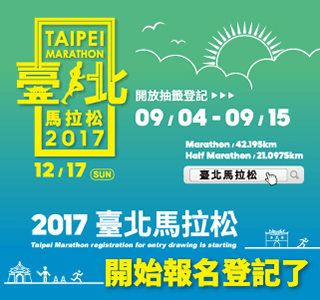 TAIPEI
MARATHON
臺北
馬拉松
2017
12/17 SUN
開放抽籤登記 ▶▶▶
09/04-09/15
Marathon / 42.195km
Half Marathon / 21.0975km
臺北馬拉松
2017 臺北馬拉松
Taipei Marathon registration for entry drawing is starting
開始報名登記了